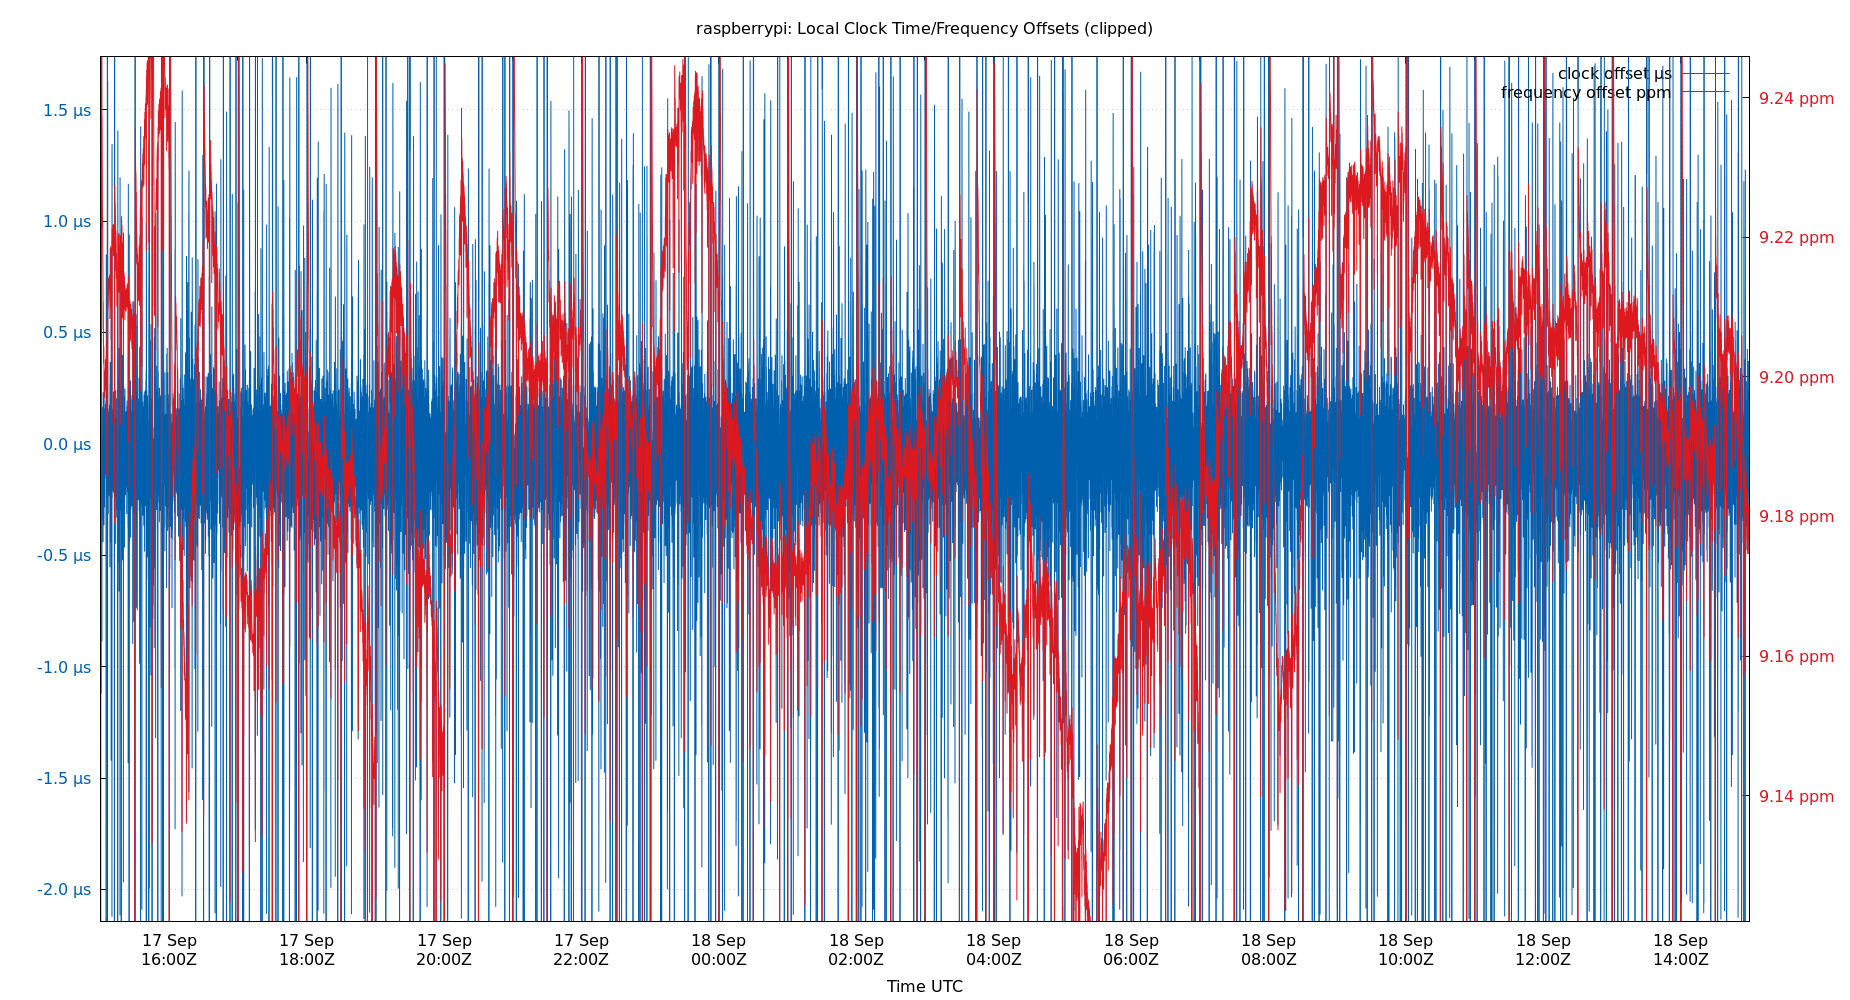 raspberrypi: Local Clock Time/Frequency Offsets (clipped)
clock offset µs
frequency offset ppm
1.5 µs
1.0 µs
0.5 µs
0.0 µs
-0.5 µs
-1.0 µs
-1.5 µs
-2.0 µs
9.24 ppm
9.22 ppm
9.20 ppm
9.18 ppm
9.16 ppm
9.14 ppm
17 Sep 17 Sep 17 Sep 17 Sep 18 Sep 18 Sep 18 Sep 18 Sep 18 Sep 18 Sep 18 Sep 18 Sep
16:00Z 18:00Z 20:00Z 22:00Z 00:00Z 02:00Z 04:00Z 06:00Z 08:00Z 10:00Z 12:00Z 14:00Z
Time UTC